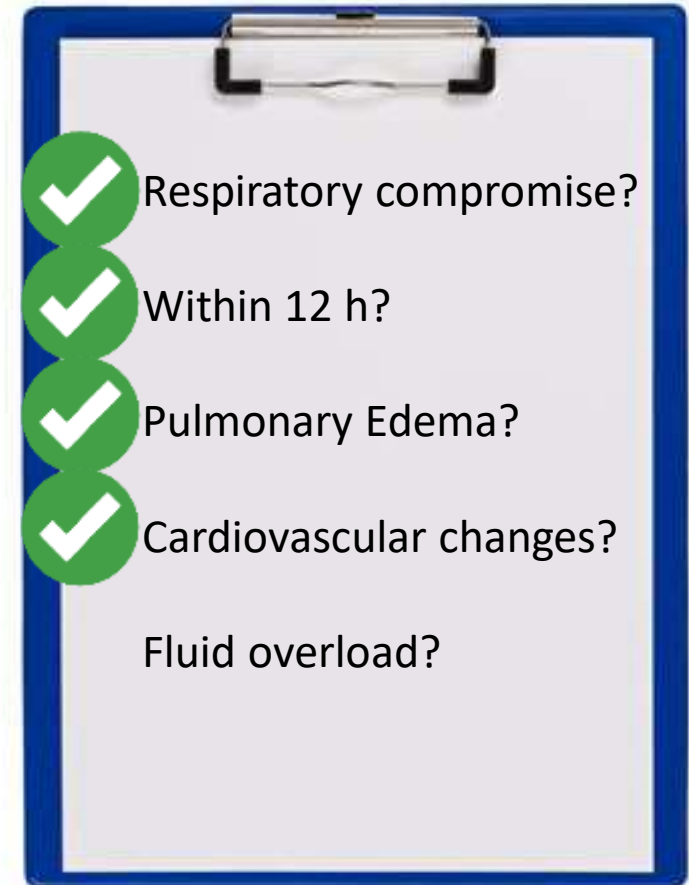 Respiratory compromise?
Within 12 h?
Pulmonary Edema?
Cardiovascular changes?
Fluid overload?